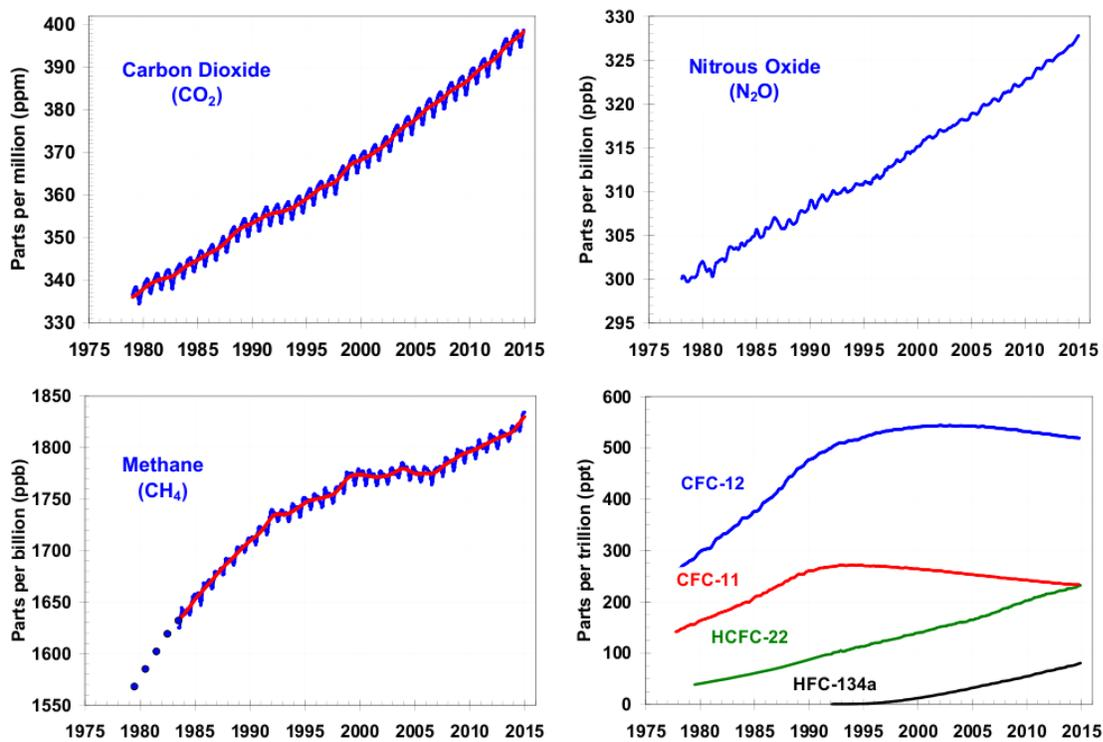 Carbon Dioxide
(CO₂)
Parts per million (ppm)
400
390
380
370
360
350
340
330
1975 1980 1985 1990 1995 2000 2005 2010 2015
Nitrous Oxide
(N₂O)
Parts per billion (ppb)
330
325
320
315
310
305
300
295
1975 1980 1985 1990 1995 2000 2005 2010 2015
Methane
(CH₄)
Parts per billion (ppb)
1850
1800
1750
1700
1650
1600
1550
1975 1980 1985 1990 1995 2000 2005 2010 2015
Parts per trillion (ppt)
600
500
400
300
200
100
0
CFC-12
CFC-11
HCFC-22
HFC-134a
1975 1980 1985 1990 1995 2000 2005 2010 2015